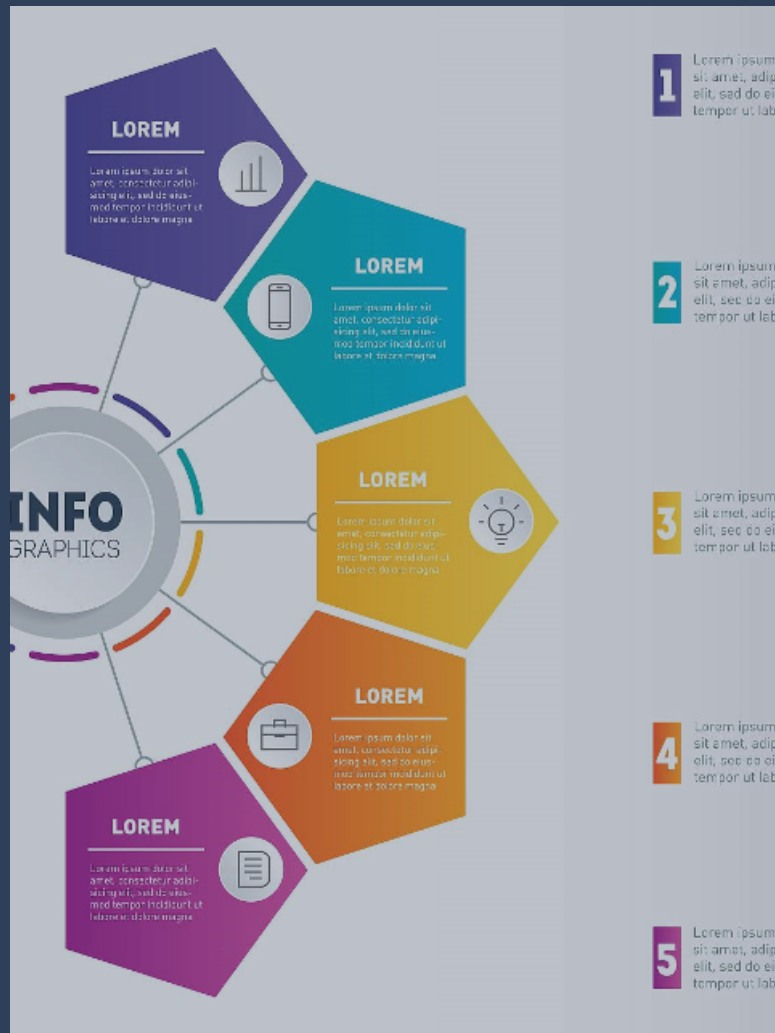 LOREM
Lorem ipsum dolor sit
amet, consectetur adipi-
sicing elit, sed do eius-
mod tempor incididunt ut
labore et dolore magna
LOREM
Lorem ipsum dolor sit
amet, consectetur adipi-
sicing elit, sed do eius-
mod tempor incididunt ut
labore et dolore magna
LOREM
Lorem ipsum dolor sit
amet, consectetur adipi-
sicing elit, sed do eius-
mod tempor incididunt ut
labore et dolore magna
LOREM
Lorem ipsum dolor sit
amet, consectetur adipi-
sicing elit, sed do eius-
mod tempor incididunt ut
labore et dolore magna
LOREM
Lorem ipsum dolor sit
amet, consectetur adipi-
sicing elit, sed do eius-
mod tempor incididunt ut
labore et dolore magna
INFO
GRAPHICS
1
Lorem ipsum
sit amet, adip
elit, sed do ei
tempor ut lab
2
Lorem ipsum
sit amet, adip
elit, sed do ei
tempor ut lab
3
Lorem ipsum
sit amet, adip
elit, sed do ei
tempor ut lab
4
Lorem ipsum
sit amet, adip
elit, sed do ei
tempor ut lab
5
Lorem ipsum
sit amet, adip
elit, sed do ei
tempor ut lab